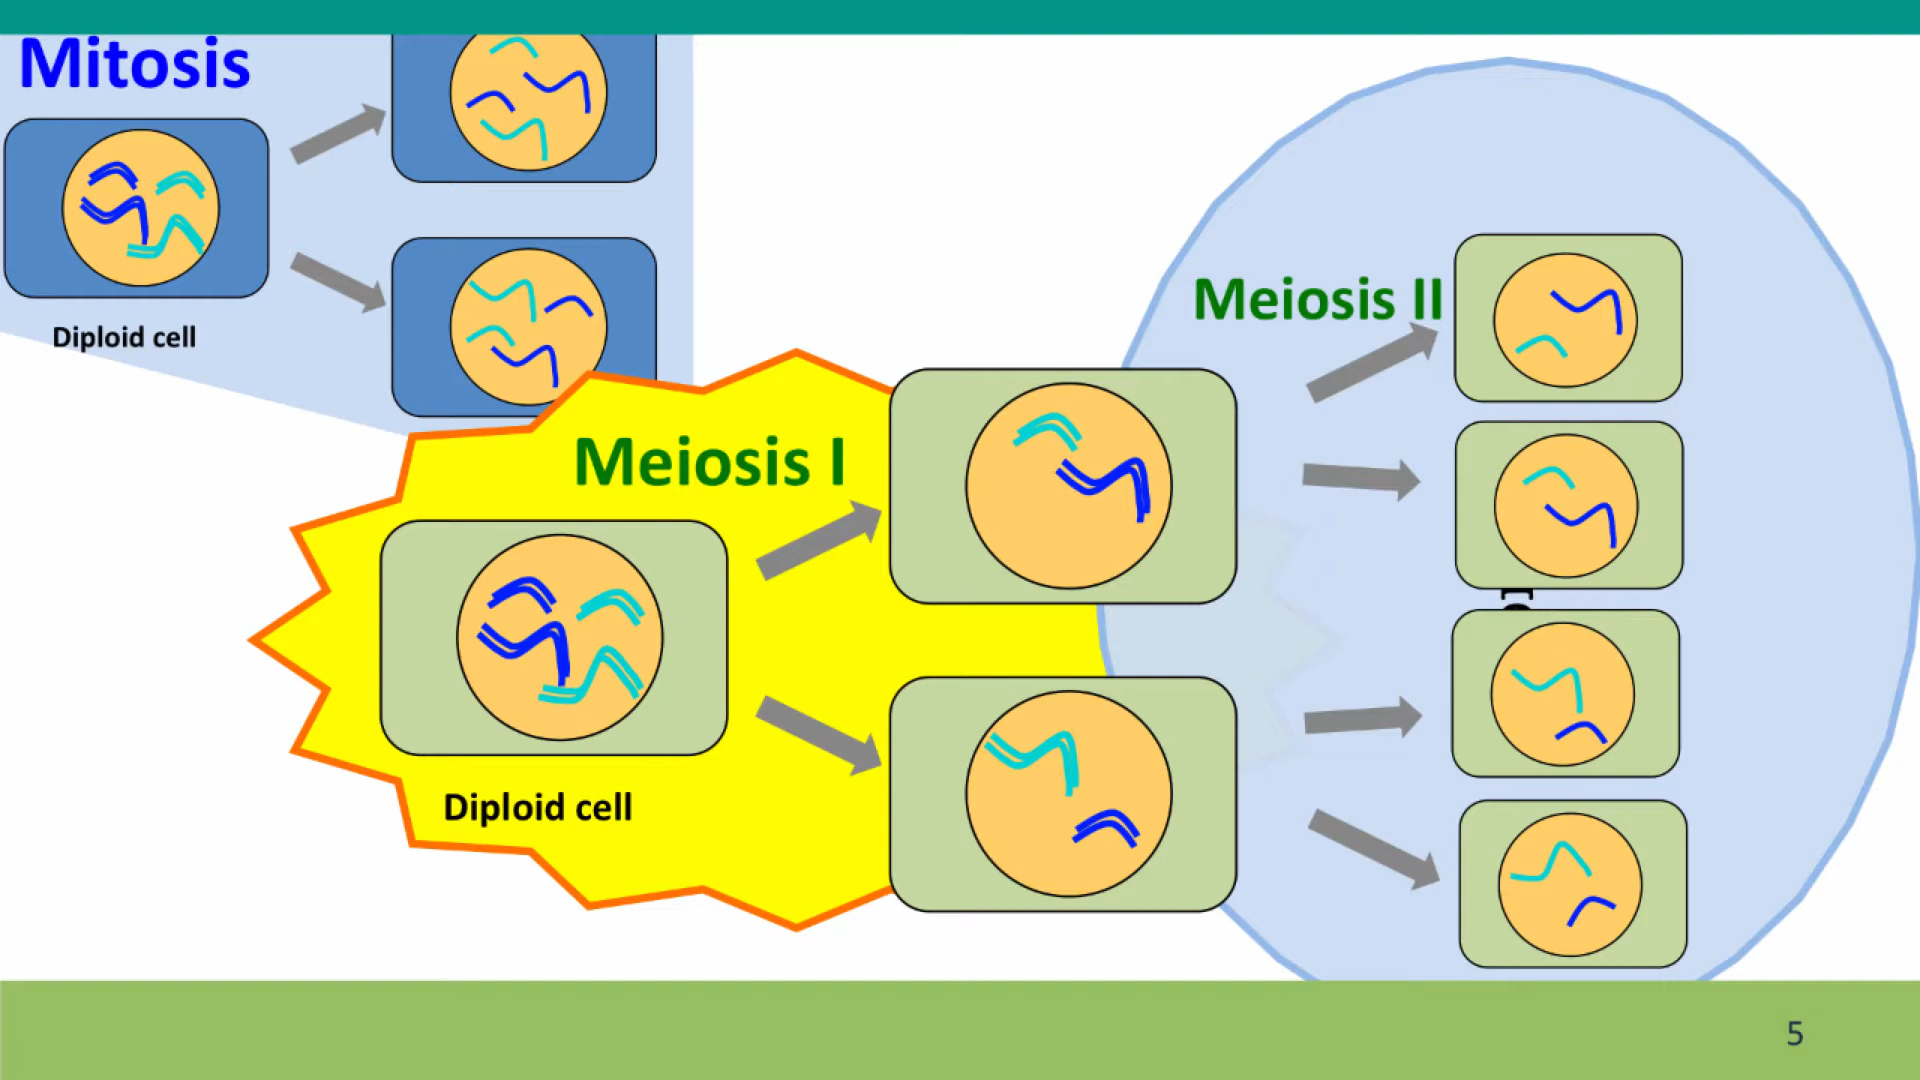 Mitosis
Diploid cell
Meiosis II
Meiosis I
Diploid cell
5